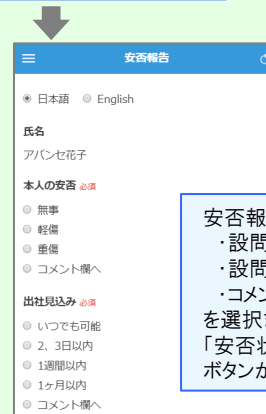 安否報告
日本語 English
氏名
アバンセ花子
本人の安否 必須
無事
軽傷
重傷
コメント欄へ
出社見込み 必須
いつでも可能
2、3日以内
1週間以内
1ヶ月以内
コメント欄へ
安否報
・設問
・設問
・コメン
を選択
「安否状
ボタンが